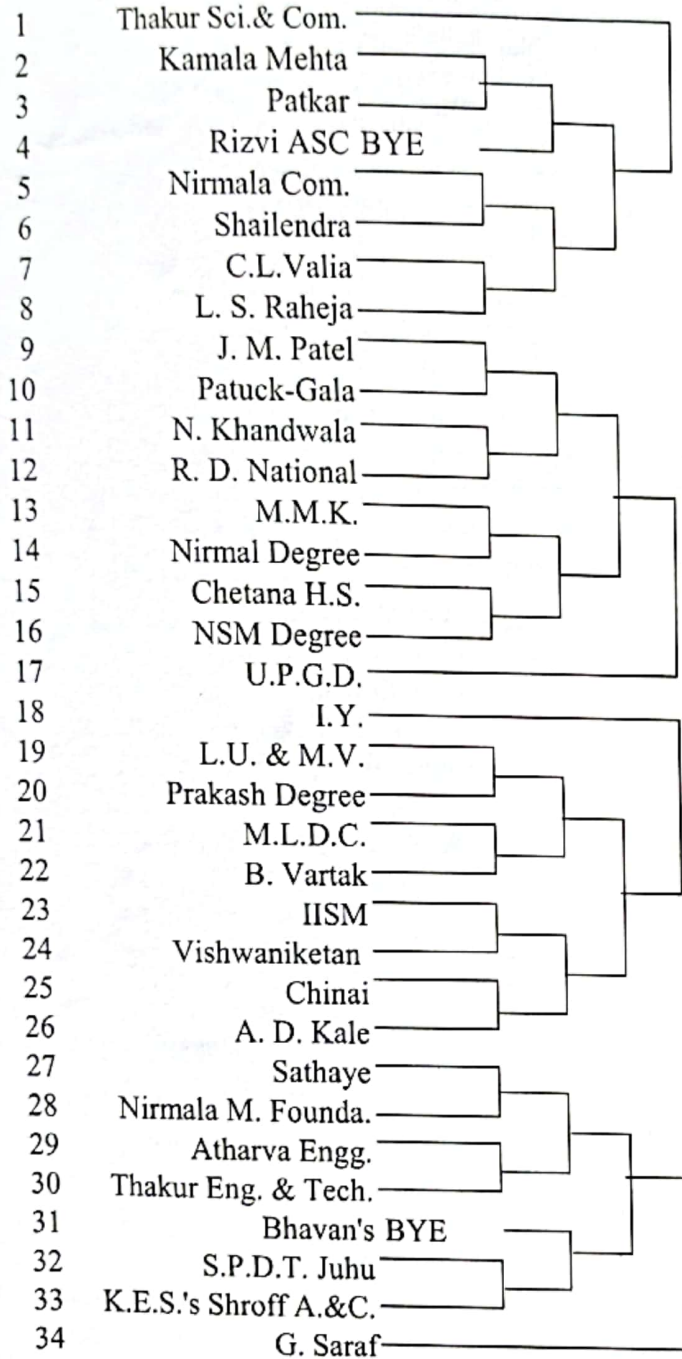 1 Thakur Sci.& Com.
2 Kamala Mehta
3 Patkar
4 Rizvi ASC BYE
5 Nirmala Com.
6 Shailendra
7 C.L.Valia
8 L. S. Raheja
9 J. M. Patel
10 Patuck-Gala
11 N. Khandwala
12 R. D. National
13 M.M.K.
14 Nirmal Degree
15 Chetana H.S.
16 NSM Degree
17 U.P.G.D.
18 I.Y.
19 L.U. & M.V.
20 Prakash Degree
21 M.L.D.C.
22 B. Vartak
23 IISM
24 Vishwaniketan
25 Chinai
26 A. D. Kale
27 Sathaye
28 Nirmala M. Founda.
29 Atharva Engg.
30 Thakur Eng. & Tech.
31 Bhavan's BYE
32 S.P.D.T. Juhu
33 K.E.S.'s Shroff A.&C.
34 G. Saraf